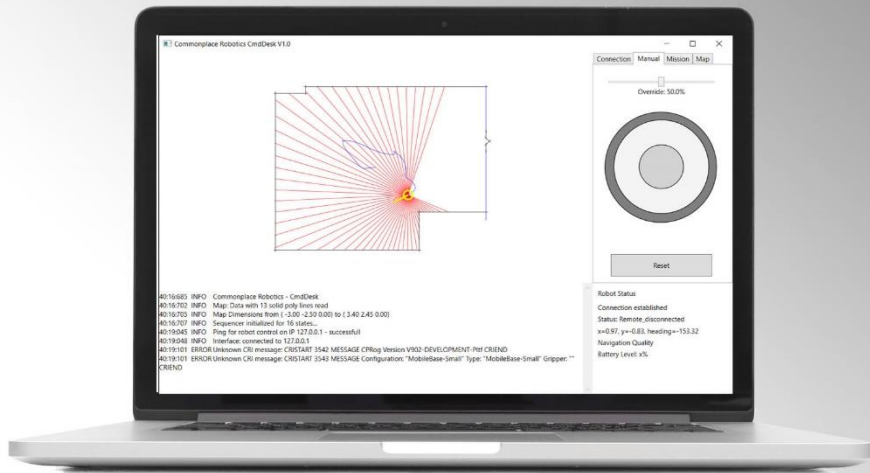 Commonplace Robotics CmdDesk V1.0
Connection Manual Mission Map
Override: 50.0%
Reset
40:16:685 INFO Commonplace Robotics - CmdDesk
40:16:702 INFO Map: Data with 13 solid poly lines read
40:16:705 INFO Map Dimensions from ( -3.00 -2.50 0.00) to ( 3.40 2.45 0.00)
40:16:707 INFO Sequencer initialized for 16 states...
40:19:045 INFO Ping for robot control on IP 127.0.0.1 - successfull
40:19:048 INFO Interface: connected to 127.0.0.1
40:19:101 ERROR Unknown CRI message: CRISTART 3542 MESSAGE CPRog Version V902-DEVELOPMENT-Pltf CRIEND
40:19:101 ERROR Unknown CRI message: CRISTART 3543 MESSAGE Configuration: "MobileBase-Small" Type: "MobileBase-Small" Gripper: ""
CRIEND
Robot Status
Connection established
Status: Remote_disconnected
x=0.97, y=-0.83, heading=-153.32
Navigation Quality
Battery Level: x%